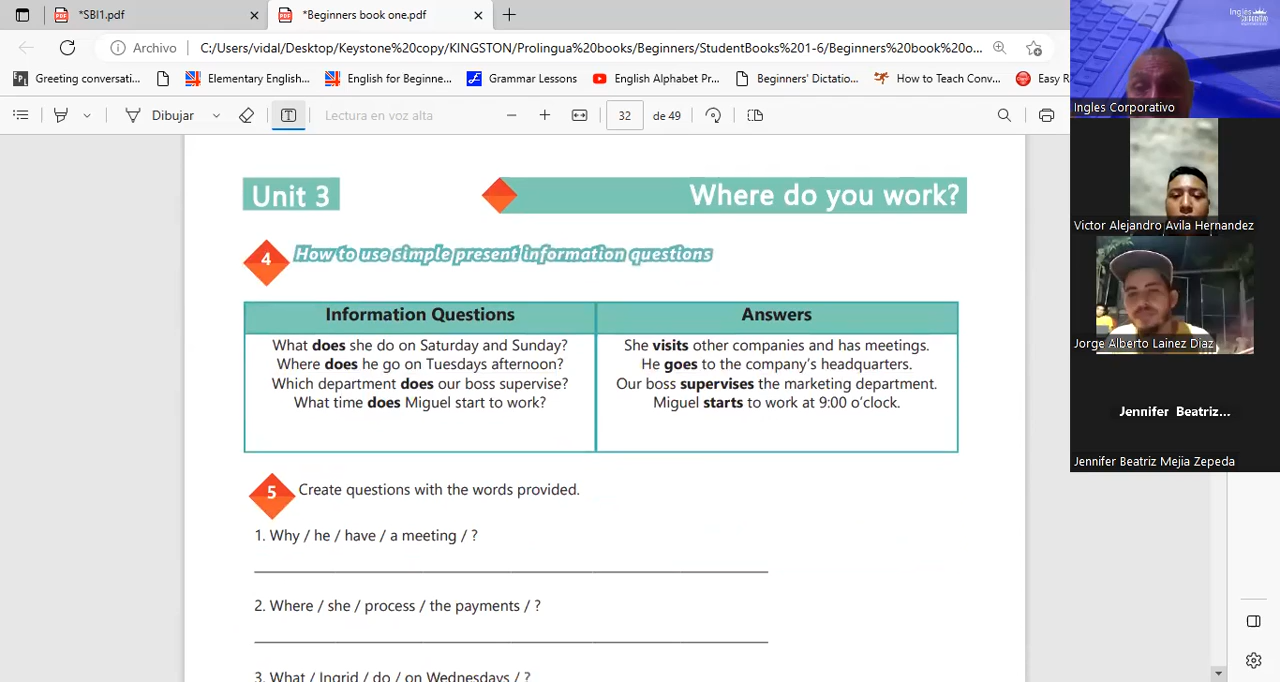 *SBI1.pdf
*Beginners book one.pdf
Archivo
C:/Users/vidal/Desktop/Keystone%20copy/KINGSTON/Prolingua%20books/Beginners/StudentBooks%201-6/Beginners%20book%20o...
Greeting conversati...
Elementary English...
English for Beginne...
Grammar Lessons
English Alphabet Pr...
Beginners' Dictatio...
How to Teach Conv...
Easy R
Dibujar
Lectura en voz alta
32
de 49
Unit 3
Where do you work?
4
How to use simple present information questions
Information Questions
What does she do on Saturday and Sunday?
Where does he go on Tuesdays afternoon?
Which department does our boss supervise?
What time does Miguel start to work?
Answers
She visits other companies and has meetings.
He goes to the company's headquarters.
Our boss supervises the marketing department.
Miguel starts to work at 9:00 o'clock.
5
Create questions with the words provided.
1. Why / he / have / a meeting / ?
2. Where / she / process / the payments / ?
3. What / Ingrid / do / on Wednesdays / ?
Ingles
Ingles Corporativo
Victor Alejandro Avila Hernandez
Jorge Alberto Lainez Diaz
Jennifer Beatriz...
Jennifer Beatriz Mejia Zepeda